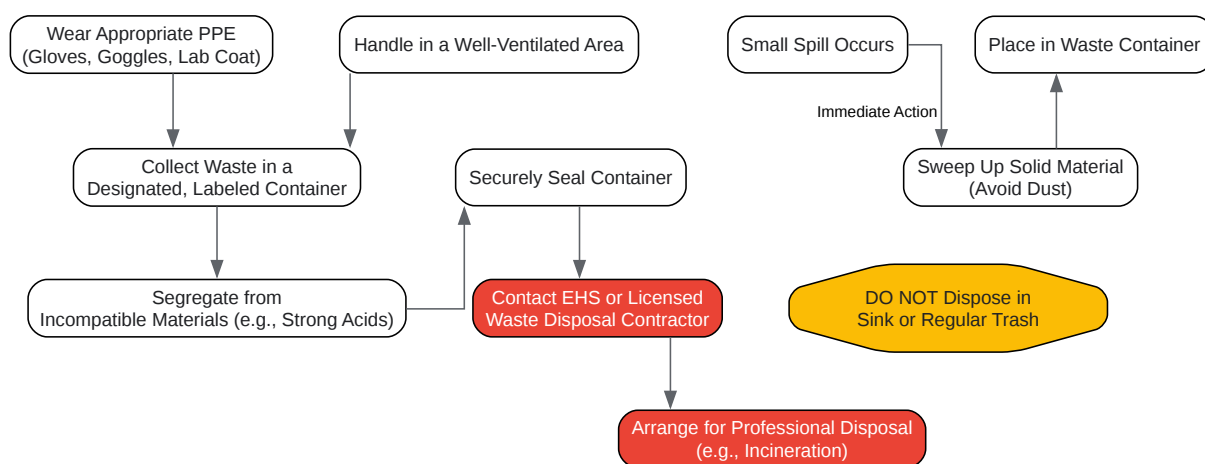 Wear Appropriate PPE
(Gloves, Goggles, Lab Coat)
Handle in a Well-Ventilated Area
Small Spill Occurs
Place in Waste Container
Immediate Action
Collect Waste in a
Designated, Labeled Container
Securely Seal Container
Sweep Up Solid Material
(Avoid Dust)
Segregate from
Incompatible Materials (e.g., Strong Acids)
Contact EHS or Licensed
Waste Disposal Contractor
DO NOT Dispose in
Sink or Regular Trash
Arrange for Professional Disposal
(e.g., Incineration)